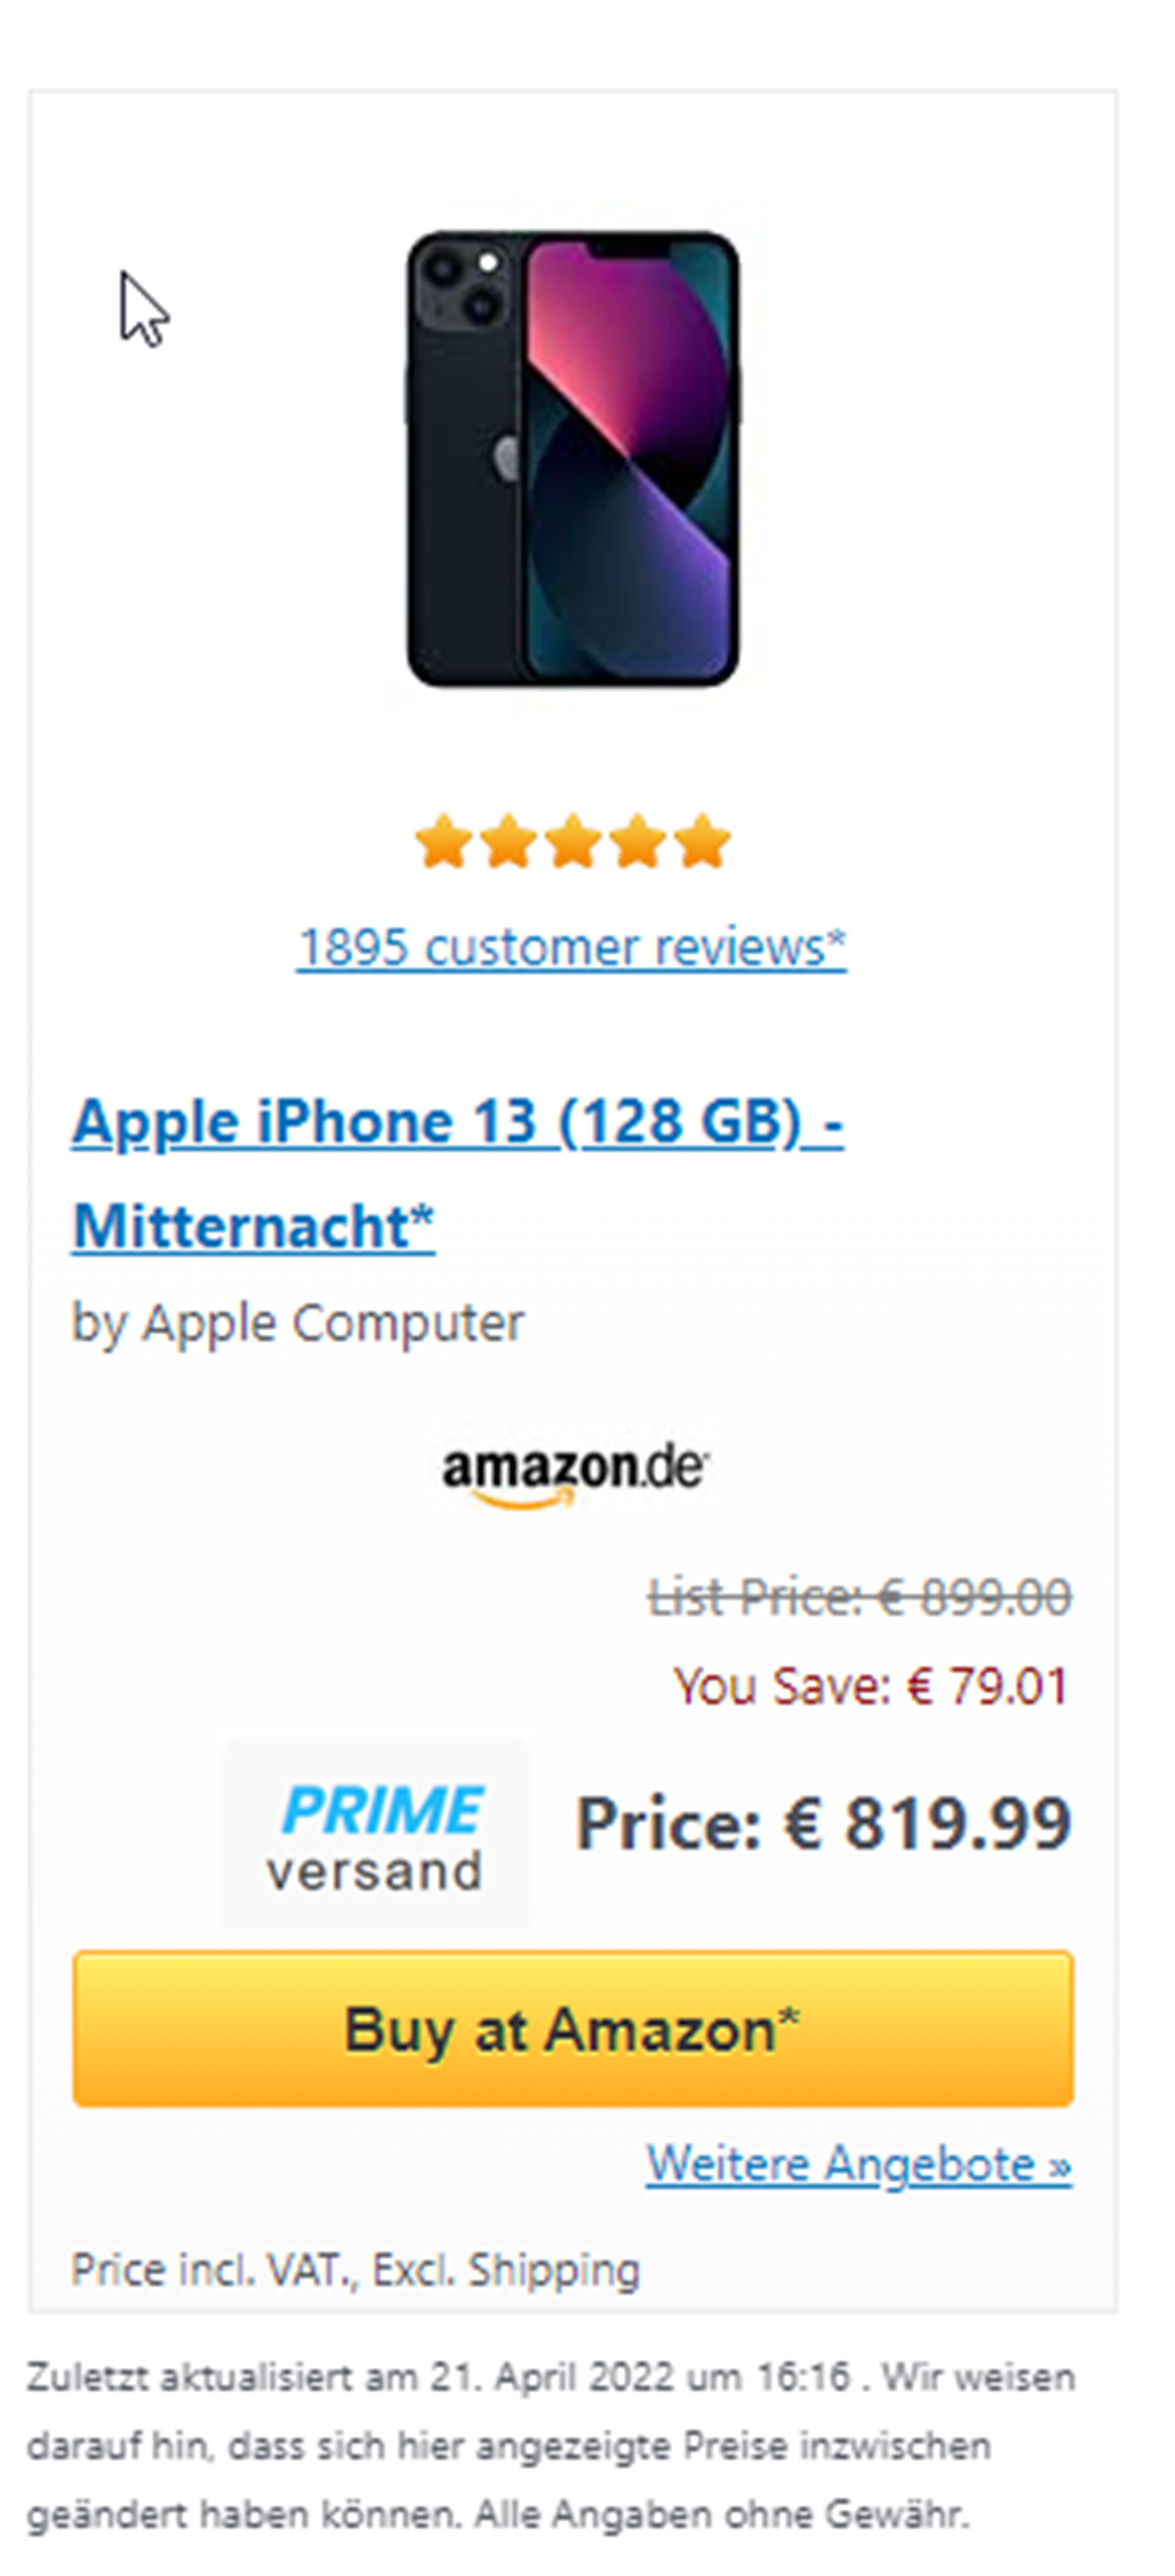 1895 customer reviews*
Apple iPhone 13 (128 GB) -
Mitternacht*
by Apple Computer
amazon.de
List Price: € 899.00
You Save: € 79.01
PRIME
versand
Price: € 819.99
Buy at Amazon*
Weitere Angebote »
Price incl. VAT., Excl. Shipping
Zuletzt aktualisiert am 21. April 2022 um 16:16 . Wir weisen
darauf hin, dass sich hier angezeigte Preise inzwischen
geändert haben können. Alle Angaben ohne Gewähr.